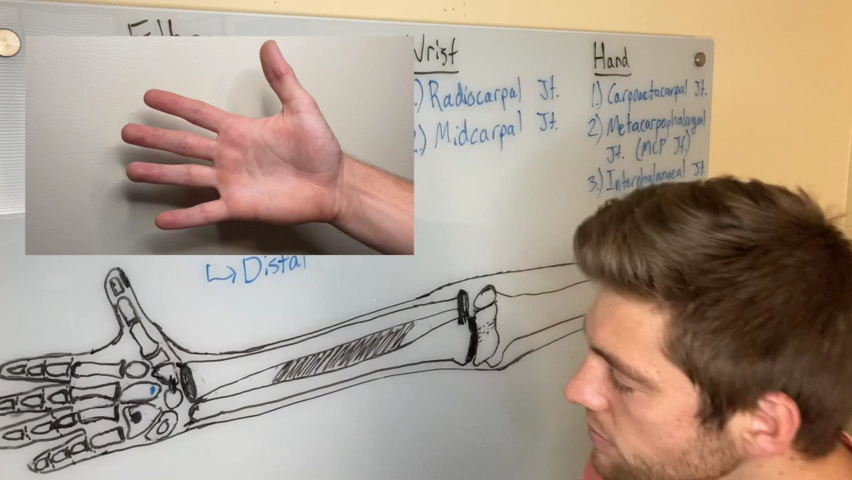 Wrist
Radiocarpal Jt.
2.) Midcarpal Jt.
Hand
1.) Carpometacarpal Jt.
2) Metacarpophalangeal
Jt. (MCP Jt.)
3.) Interphalangeal Jt.
↳ Distal